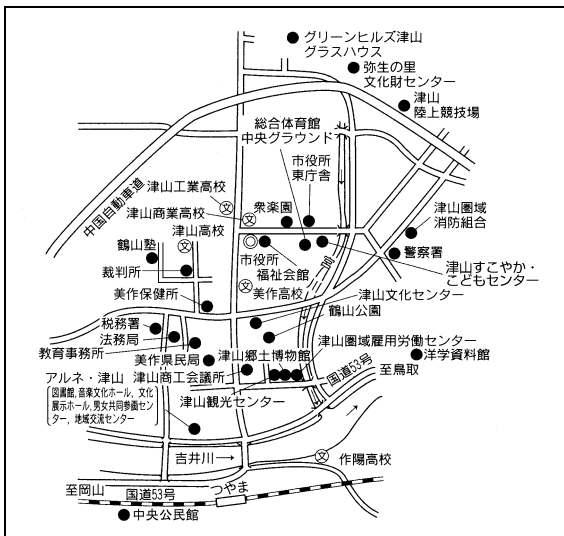 グリーンヒルズ津山
グラスハウス
弥生の里
文化財センター
津山
陸上競技場
総合体育館
中央グラウンド
市役所
東庁舎
中国自動車道
津山工業高校
津山商業高校
衆楽園
津山高校
津山圏域
消防組合
鶴山塾
裁判所
市役所
福祉会館
宮川
警察署
津山すこやか・
こどもセンター
美作保健所
美作高校
津山文化センター
鶴山公園
税務署
法務局
教育事務所
美作県民局
津山郷土博物館
津山圏域雇用労働センター
洋学資料館
国道53号
至鳥取
アルネ・津山
津山商工会議所
図書館,音楽文化ホール,文化
展示ホール,男女共同参画セン
ター,地域交流センター
津山観光センター
吉井川→
作陽高校
至岡山
国道53号
つやま
中央公民館
文
文
文
文
文